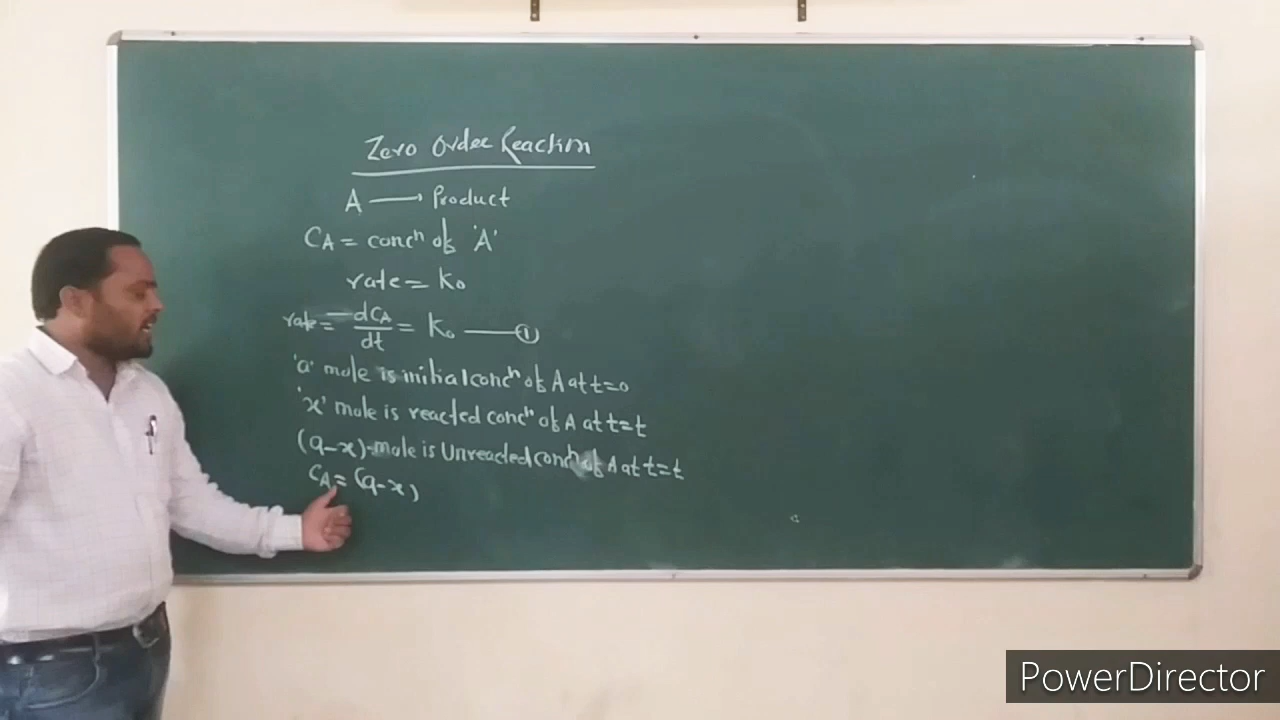 Zero Order Reaction
A → Product
CA = concn of 'A'
rate = K₀
rate = -dCA/dt = K₀ —— ①
'a' mole is initial concn of A at t=0
'x' mole is reacted concn of A at t=t
(a-x) mole is Unreacted concn of A at t=t
CA = (a-x)
PowerDirector